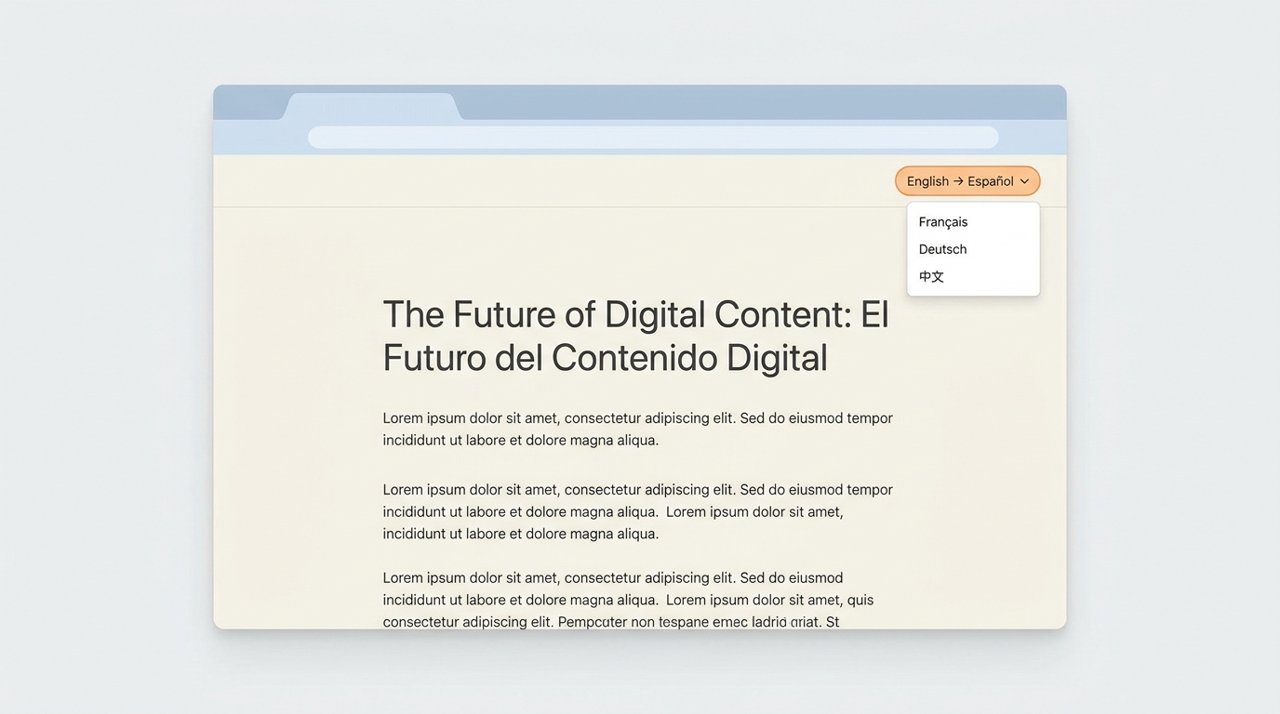 English → Español
Français
Deutsch
中文
The Future of Digital Content: El
Futuro del Contenido Digital
Lorem ipsum dolor sit amet, consectetur adipiscing elit. Sed do eiusmod tempor
incididunt ut labore et dolore magna aliqua.
Lorem ipsum dolor sit amet, consectetur adipiscing elit. Sed do eiusmod tempor
incididunt ut labore et dolore magna aliqua. Lorem ipsum dolor sit amet,
incididunt ut labore et dolore magna aliqua.
Lorem ipsum dolor sit amet, consectetur adipiscing elit. Sed do eiusmod
incididunt ut labore et dolore magna aliqua. Lorem ipsum dolor sit amet, quis
consectetur adipiscing elit. non St